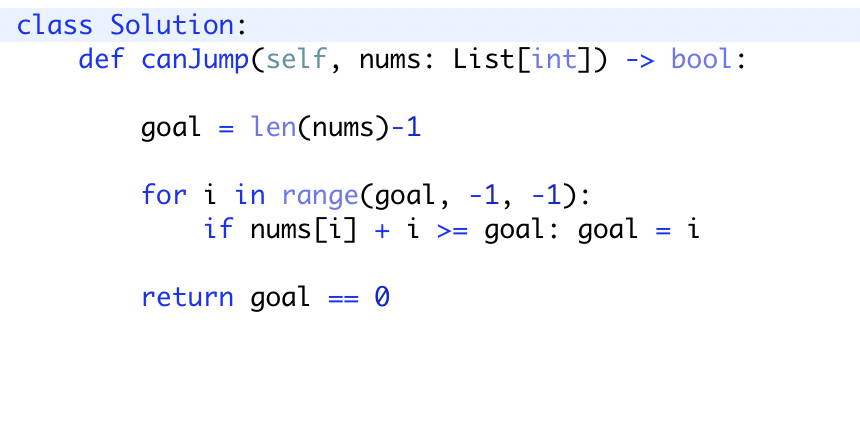 class Solution:
    def canJump(self, nums: List[int]) -> bool:
        goal = len(nums)-1
        for i in range(goal, -1, -1):
            if nums[i] + i >= goal: goal = i
        return goal == 0